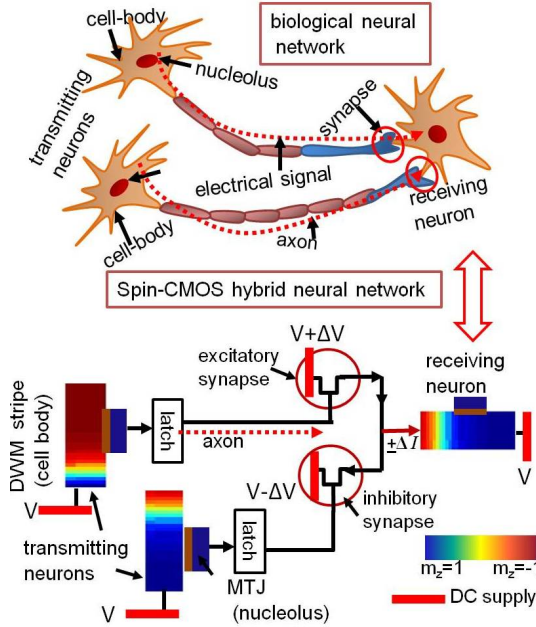 cell-body
biological neural
network
nucleolus
synapse
transmitting
neurons
electrical signal
receiving
neuron
cell-body
axon
Spin-CMOS hybrid neural network
V+ΔV
excitatory
synapse
receiving
neuron
DWM stripe
(cell body)
latch
axon
±ΔI
V
V
V-ΔV
inhibitory
synapse
transmitting
neurons
latch
MTJ
(nucleolus)
V
m_z=1 m_z=-1
DC supply